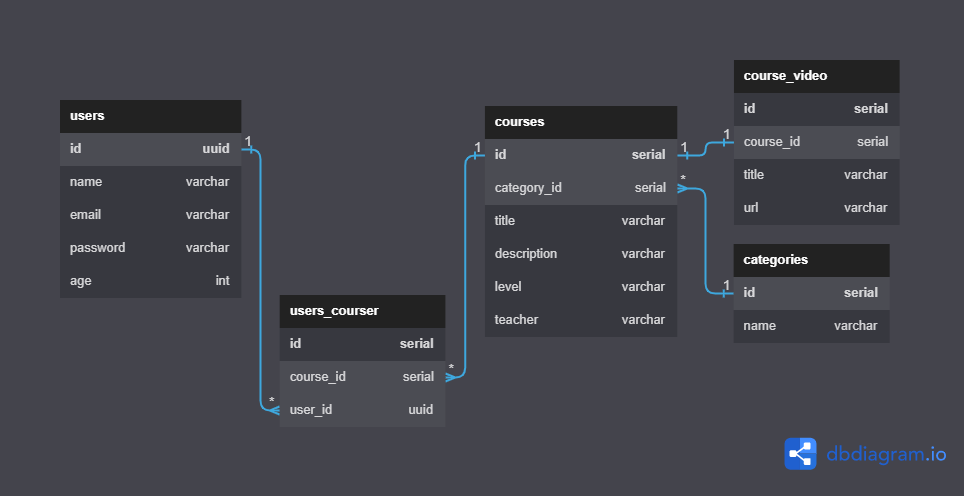 users
id uuid
name varchar
email varchar
password varchar
age int
1
*
users_courser
id serial
course_id serial
user_id uuid
*
1
courses
id serial
category_id serial
title varchar
description varchar
level varchar
teacher varchar
1
*
1
course_video
id serial
course_id serial
title varchar
url varchar
1
categories
id serial
name varchar
dbdiagram.io